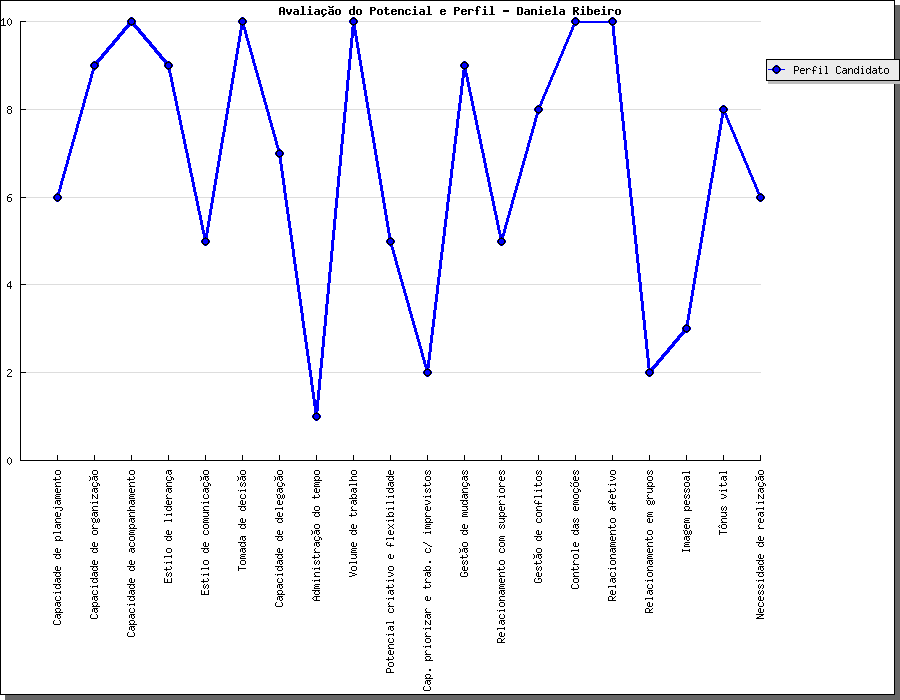 Avaliação do Potencial e Perfil - Daniela Ribeiro
Perfil Candidato
10
8
6
4
2
0
Capacidade de planejamento
Capacidade de organização
Capacidade de acompanhamento
Estilo de liderança
Estilo de comunicação
Tomada de decisão
Capacidade de delegação
Administração do tempo
Volume de trabalho
Potencial criativo e flexibilidade
Cap. priorizar e trab. c/ imprevistos
Gestão de mudanças
Relacionamento com superiores
Gestão de conflitos
Controle das emoções
Relacionamento afetivo
Relacionamento em grupos
Imagem pessoal
Tônus vital
Necessidade de realização